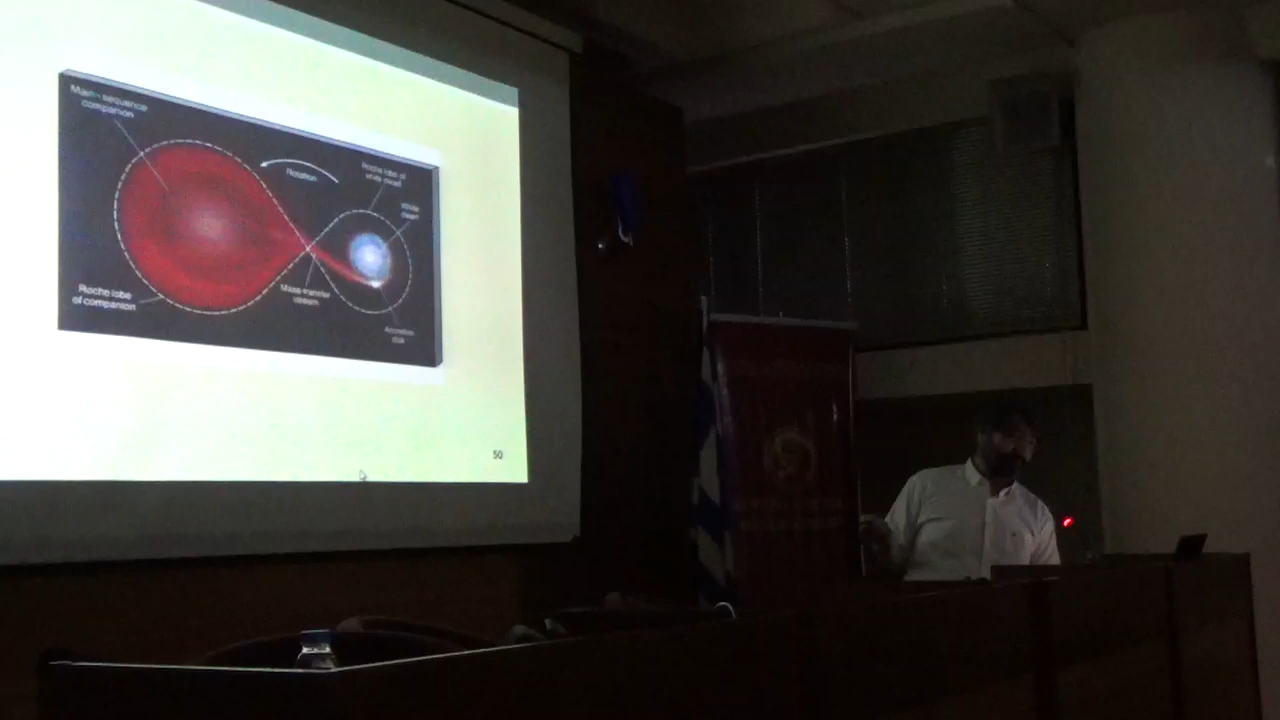 Main-sequence
companion
Rotation
Roche lobe of
white dwarf
White
dwarf
Mass-transfer
stream
Roche lobe
of companion
Accretion
disk
50